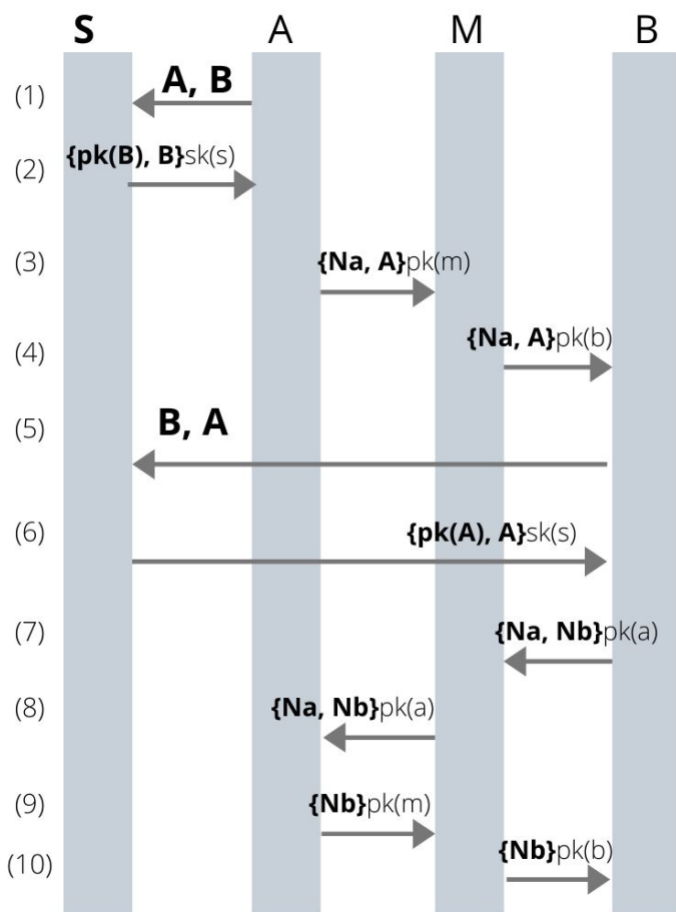 S A M B
(1) A, B
(2) {pk(B), B}sk(s)
(3) {Na, A}pk(m)
(4) {Na, A}pk(b)
(5) B, A
(6) {pk(A), A}sk(s)
(7) {Na, Nb}pk(a)
(8) {Na, Nb}pk(a)
(9) {Nb}pk(m)
(10) {Nb}pk(b)